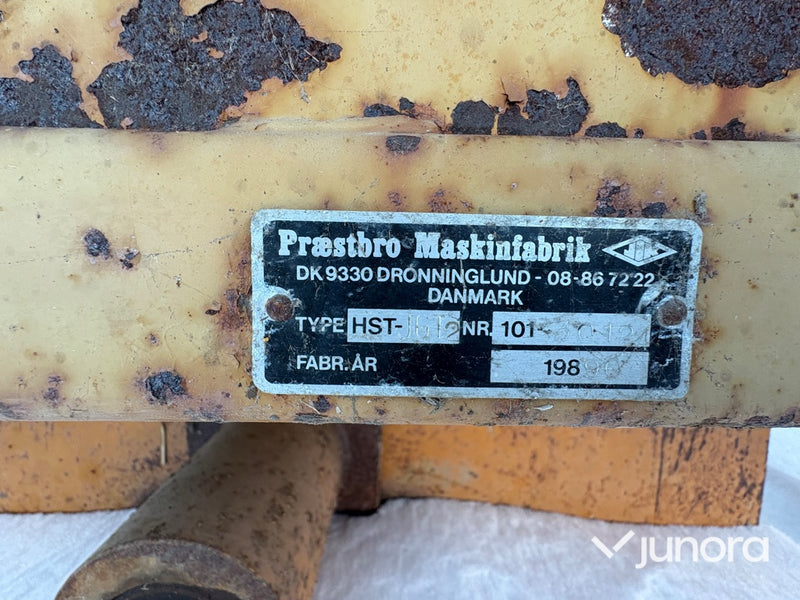 Præstbro Maskinfabrik
DK 9330 DRONNINGLUND - 08-86 72 22
DANMARK
TYPE HST- NR. 101
FABR. ÅR 198
junora